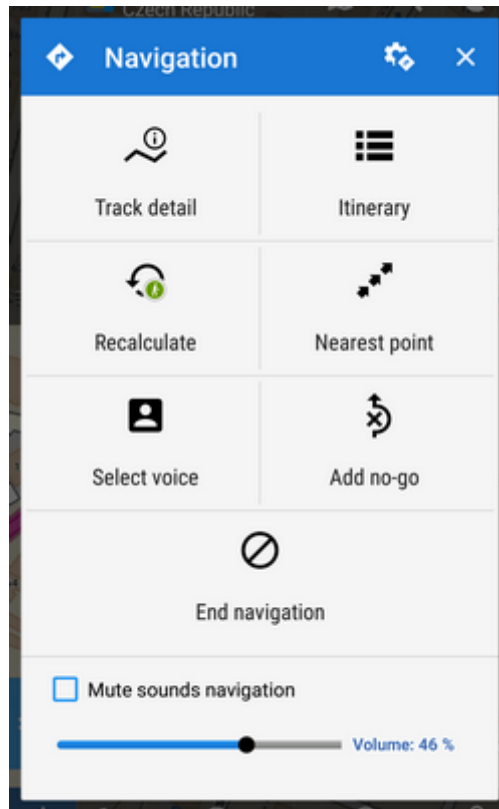 Czech Republic
Navigation
Track detail
Itinerary
Recalculate
Nearest point
Select voice
Add no-go
End navigation
Mute sounds navigation
Volume: 46 %